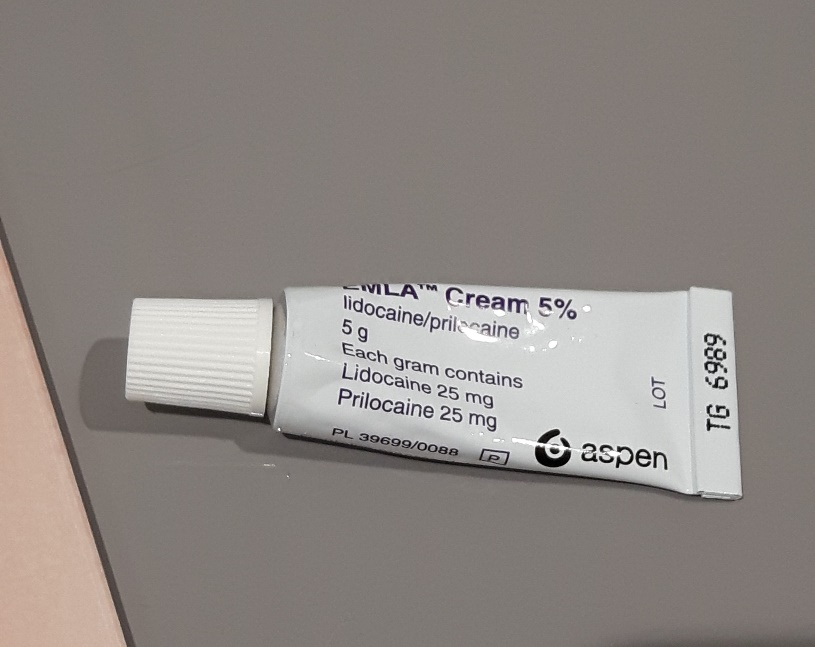 EMLA™ Cream 5%
lidocaine/prilocaine
5 g
Each gram contains
Lidocaine 25 mg
Prilocaine 25 mg
PL 39699/0088 P
aspen
LOT
TG 6989